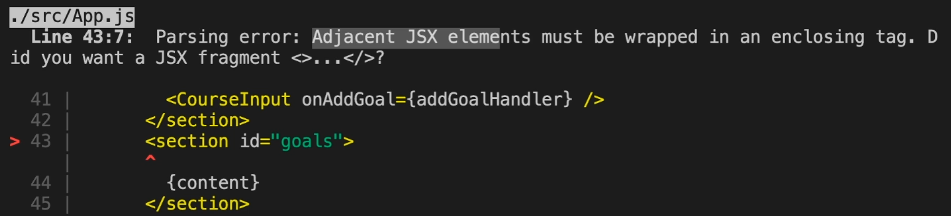 ./src/App.js
  Line 43:7:  Parsing error: Adjacent JSX elements must be wrapped in an enclosing tag. D
id you want a JSX fragment <>...</>?
  41 |         <CourseInput onAddGoal={addGoalHandler} />
  42 |       </section>
> 43 |       <section id="goals">
     |       ^
  44 |         {content}
  45 |       </section>